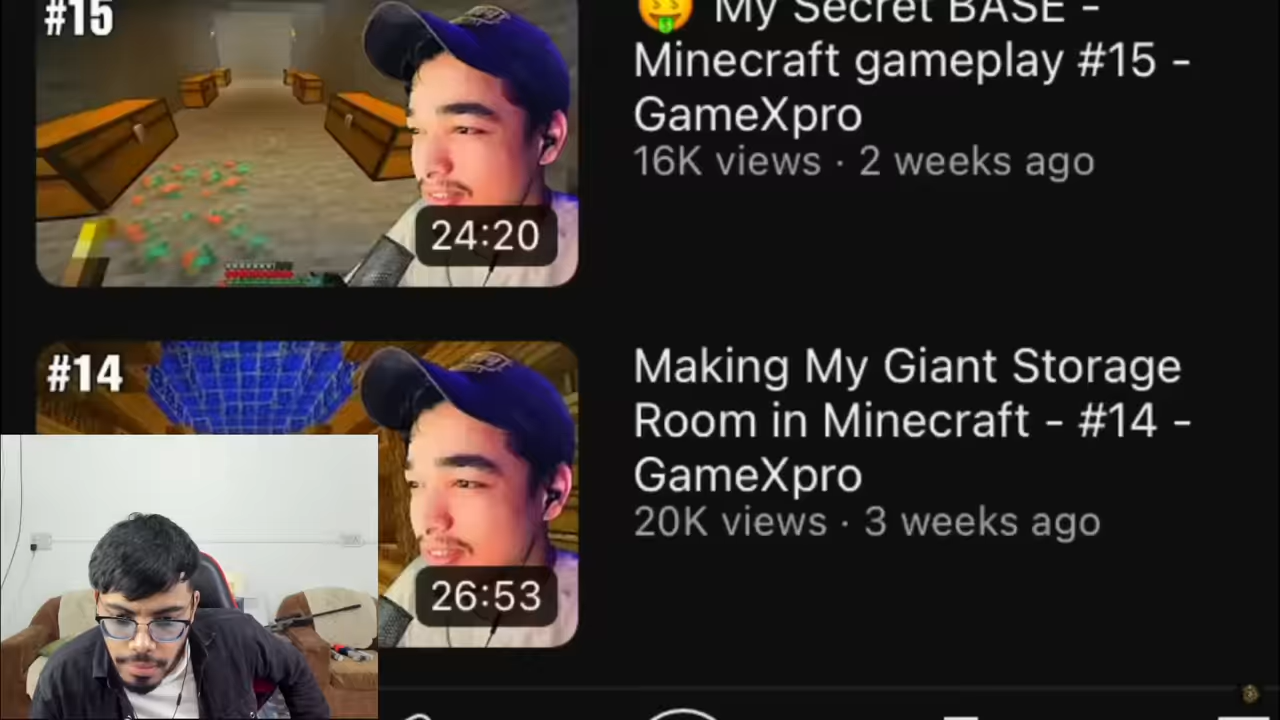 #15
🤑 My Secret BASE -
Minecraft gameplay #15 -
GameXpro
16K views · 2 weeks ago
24:20
#14
Making My Giant Storage
Room in Minecraft - #14 -
GameXpro
20K views · 3 weeks ago
26:53